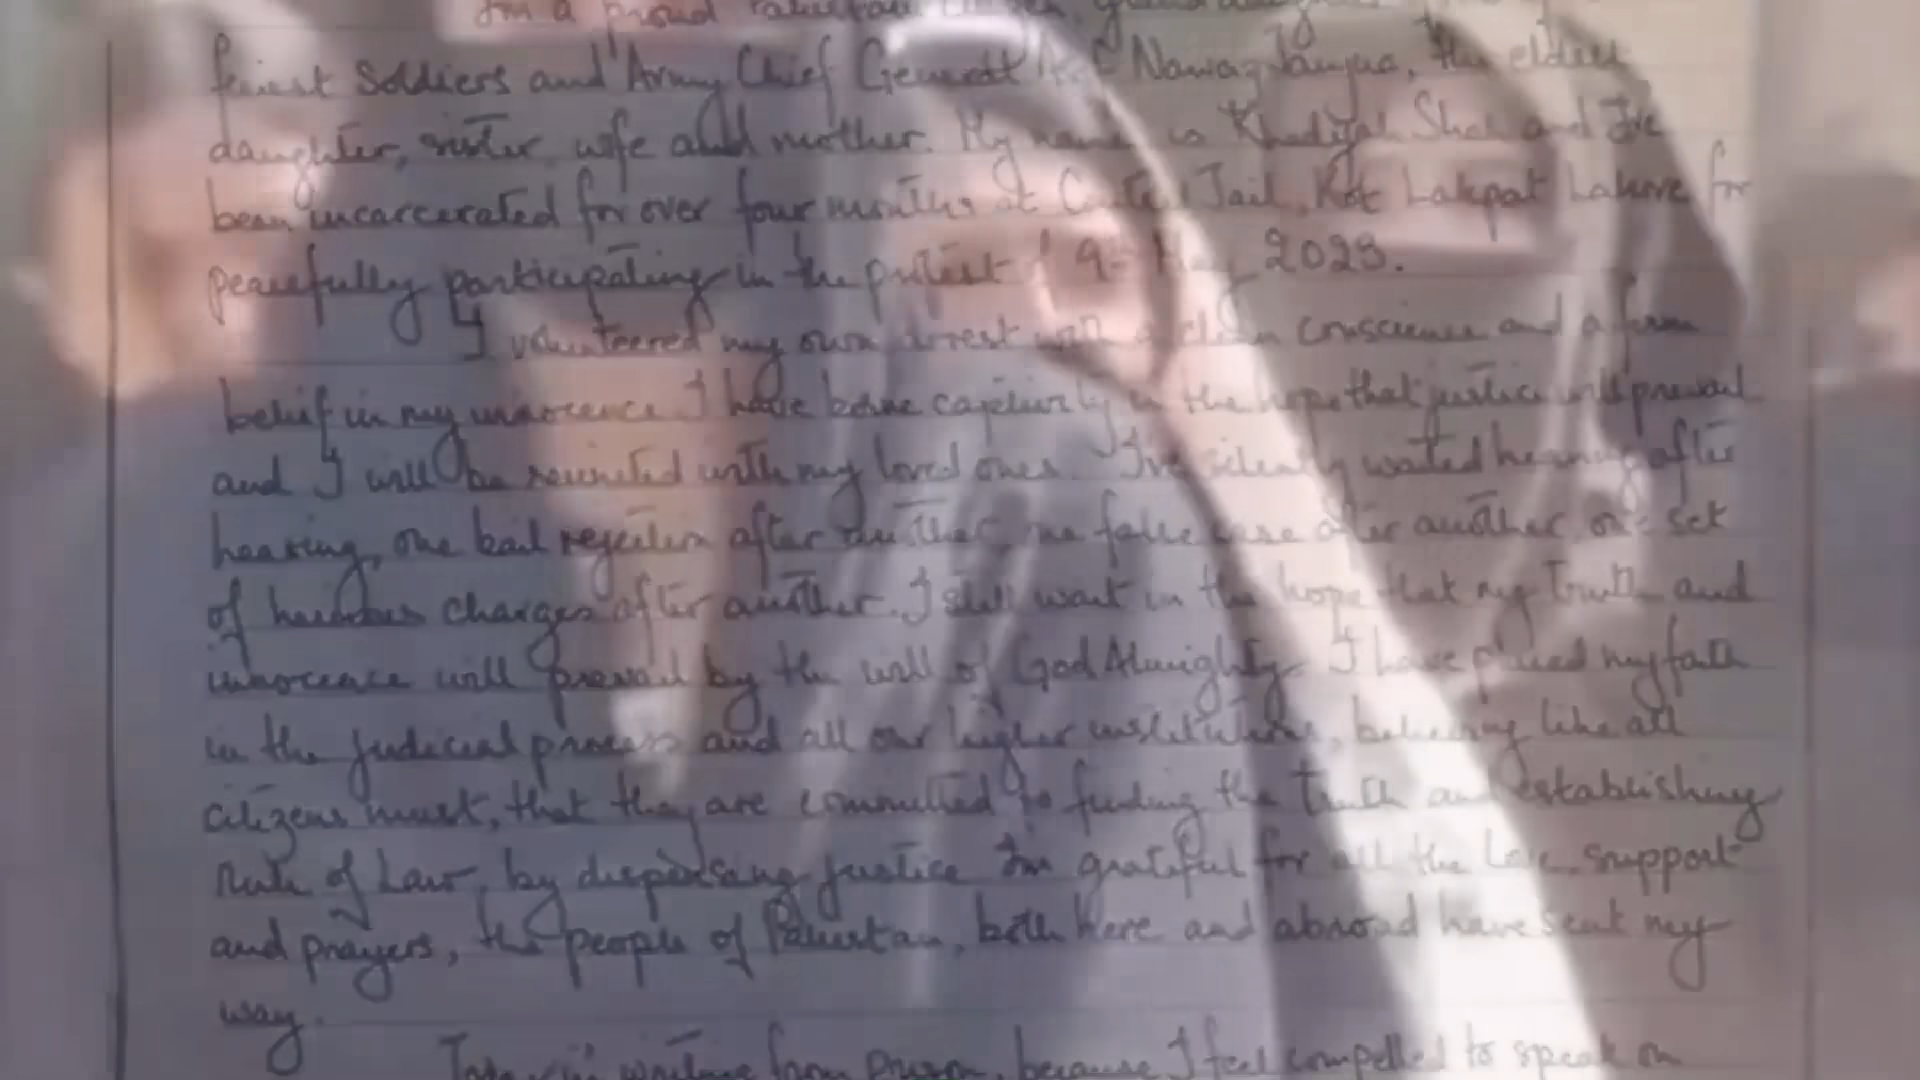 I'm a proud
finest Soldiers and Army Chief General Asif Nawaz Janjua, the eldest
daughter, sister, wife and mother. My name is Khadijah Shah and I've
been incarcerated for over four months at Central Jail, Kot Lakpat Lahore for
peacefully participating in the protest 9th May 2023.
I volunteered my own arrest with a clean conscience and a firm
belief in my innocence. I have borne captivity in the hope that justice will prevail
and I will be reunited with my loved ones. I've silently waited hearing after
hearing, one bail rejection after another, one false case after another, one set
of heinous charges after another. I still wait in the hope that my truth and
innocence will prevail by the will of God Almighty. I have placed my faith
in the judicial process and all our higher institutions, believing like all
citizens must, that they are committed to finding the truth and establishing
Rule of Law, by dispensing justice. I'm grateful for all the love, support
and prayers, the people of Pakistan, both here and abroad have sent my
way.
Today I'm writing from prison, because I feel compelled to speak on